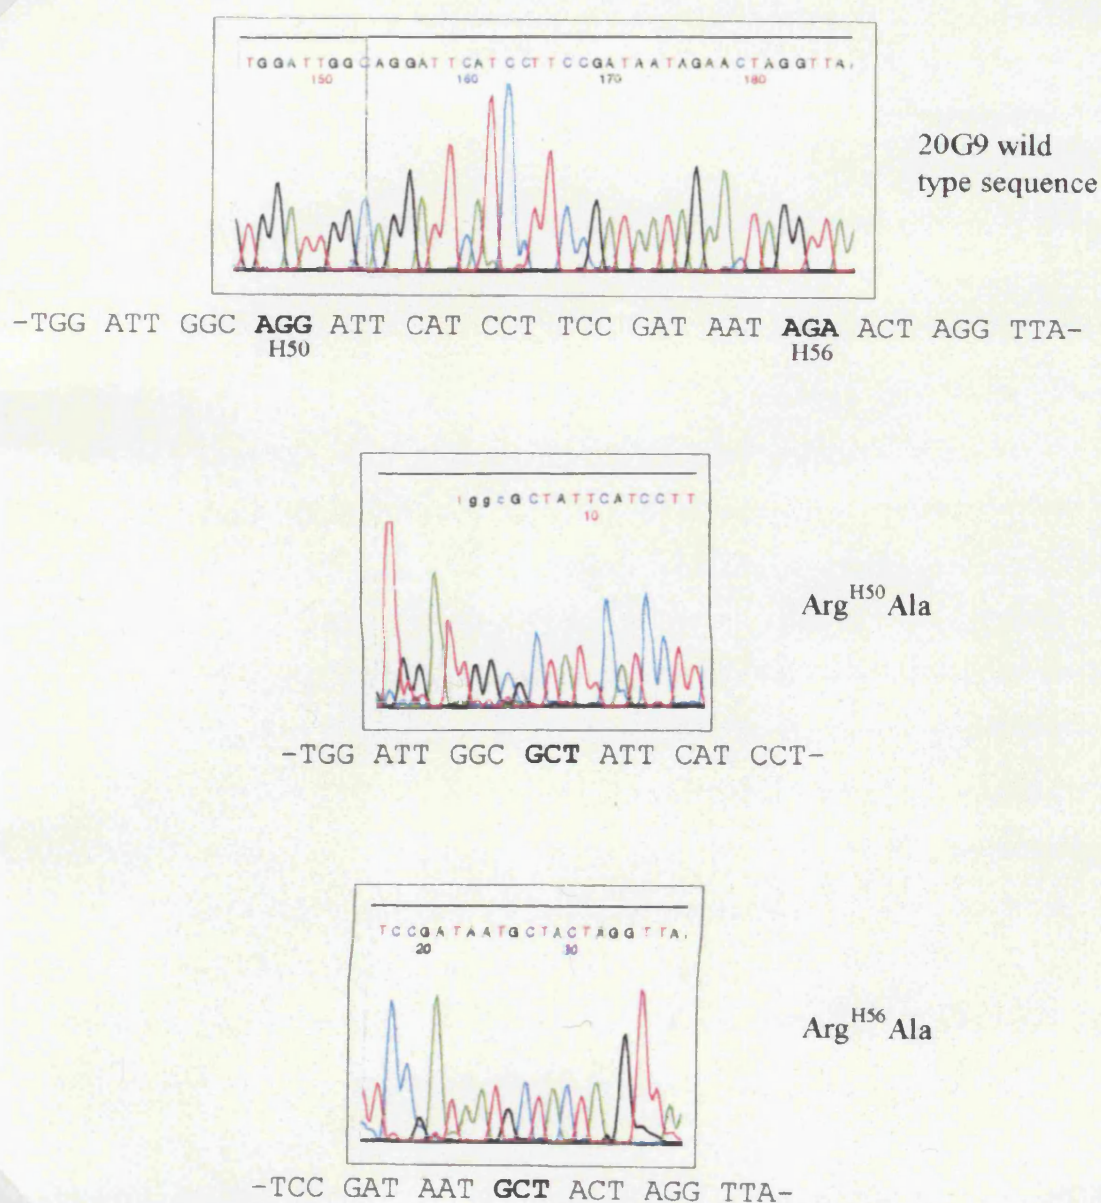 TGGATTGGCAGGATTCATCCTTCCGATAATAGAACTAGGTTA.
150 160 170 180
20G9 wild
type sequence
-TGG ATT GGC AGG ATT CAT CCT TCC GAT AAT AGA ACT AGG TTA-
H50 H56
tggcGCTATTCATCCTT
10
Arg^H50 Ala
-TGG ATT GGC GCT ATT CAT CCT-
TCCGATAATGCTACTAGGTTA.
20 30
Arg^H56 Ala
-TCC GAT AAT GCT ACT AGG TTA-